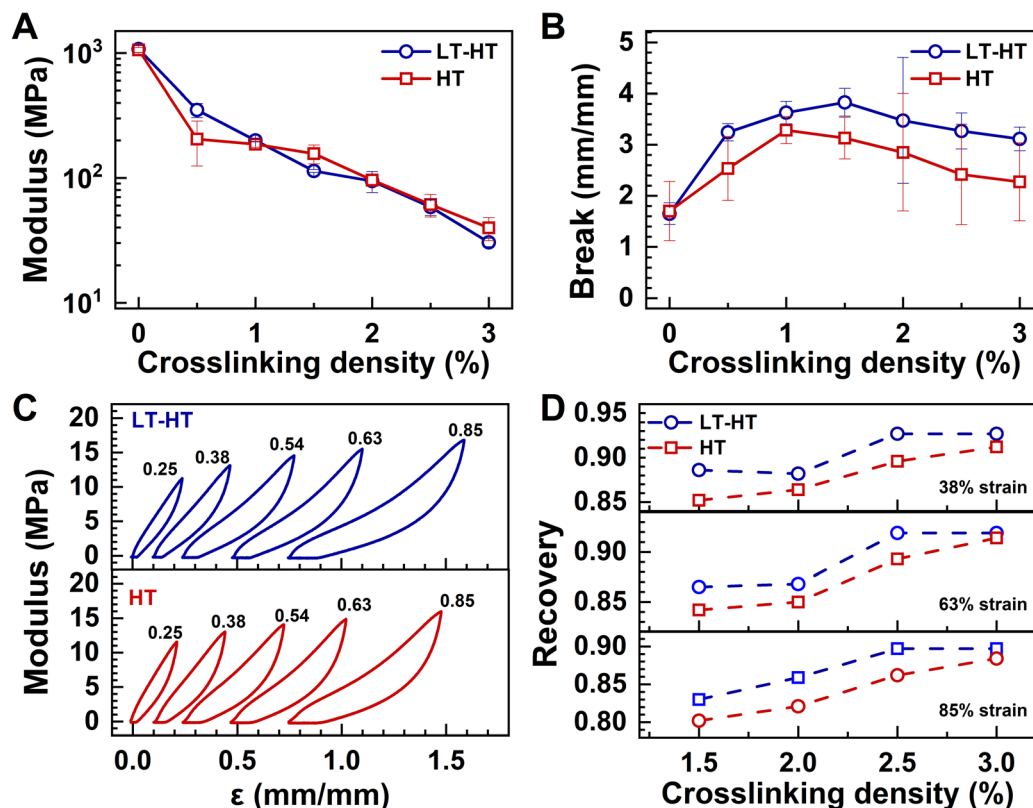 A
LT-HT
HT
10³
10²
10¹
Modulus (MPa)
0 1 2 3
Crosslinking density (%)
B
LT-HT
HT
5
4
3
2
1
0
Break (mm/mm)
0 1 2 3
Crosslinking density (%)
C
LT-HT
20
15
10
5
0
0.25 0.38 0.54 0.63 0.85
HT
20
15
10
5
0
0.25 0.38 0.54 0.63 0.85
Modulus (MPa)
0.0 0.5 1.0 1.5
ε (mm/mm)
D
LT-HT
HT
0.95
0.90
0.85
38% strain
0.90
0.85
63% strain
0.90
0.85
0.80
85% strain
Recovery
1.5 2.0 2.5 3.0
Crosslinking density (%)